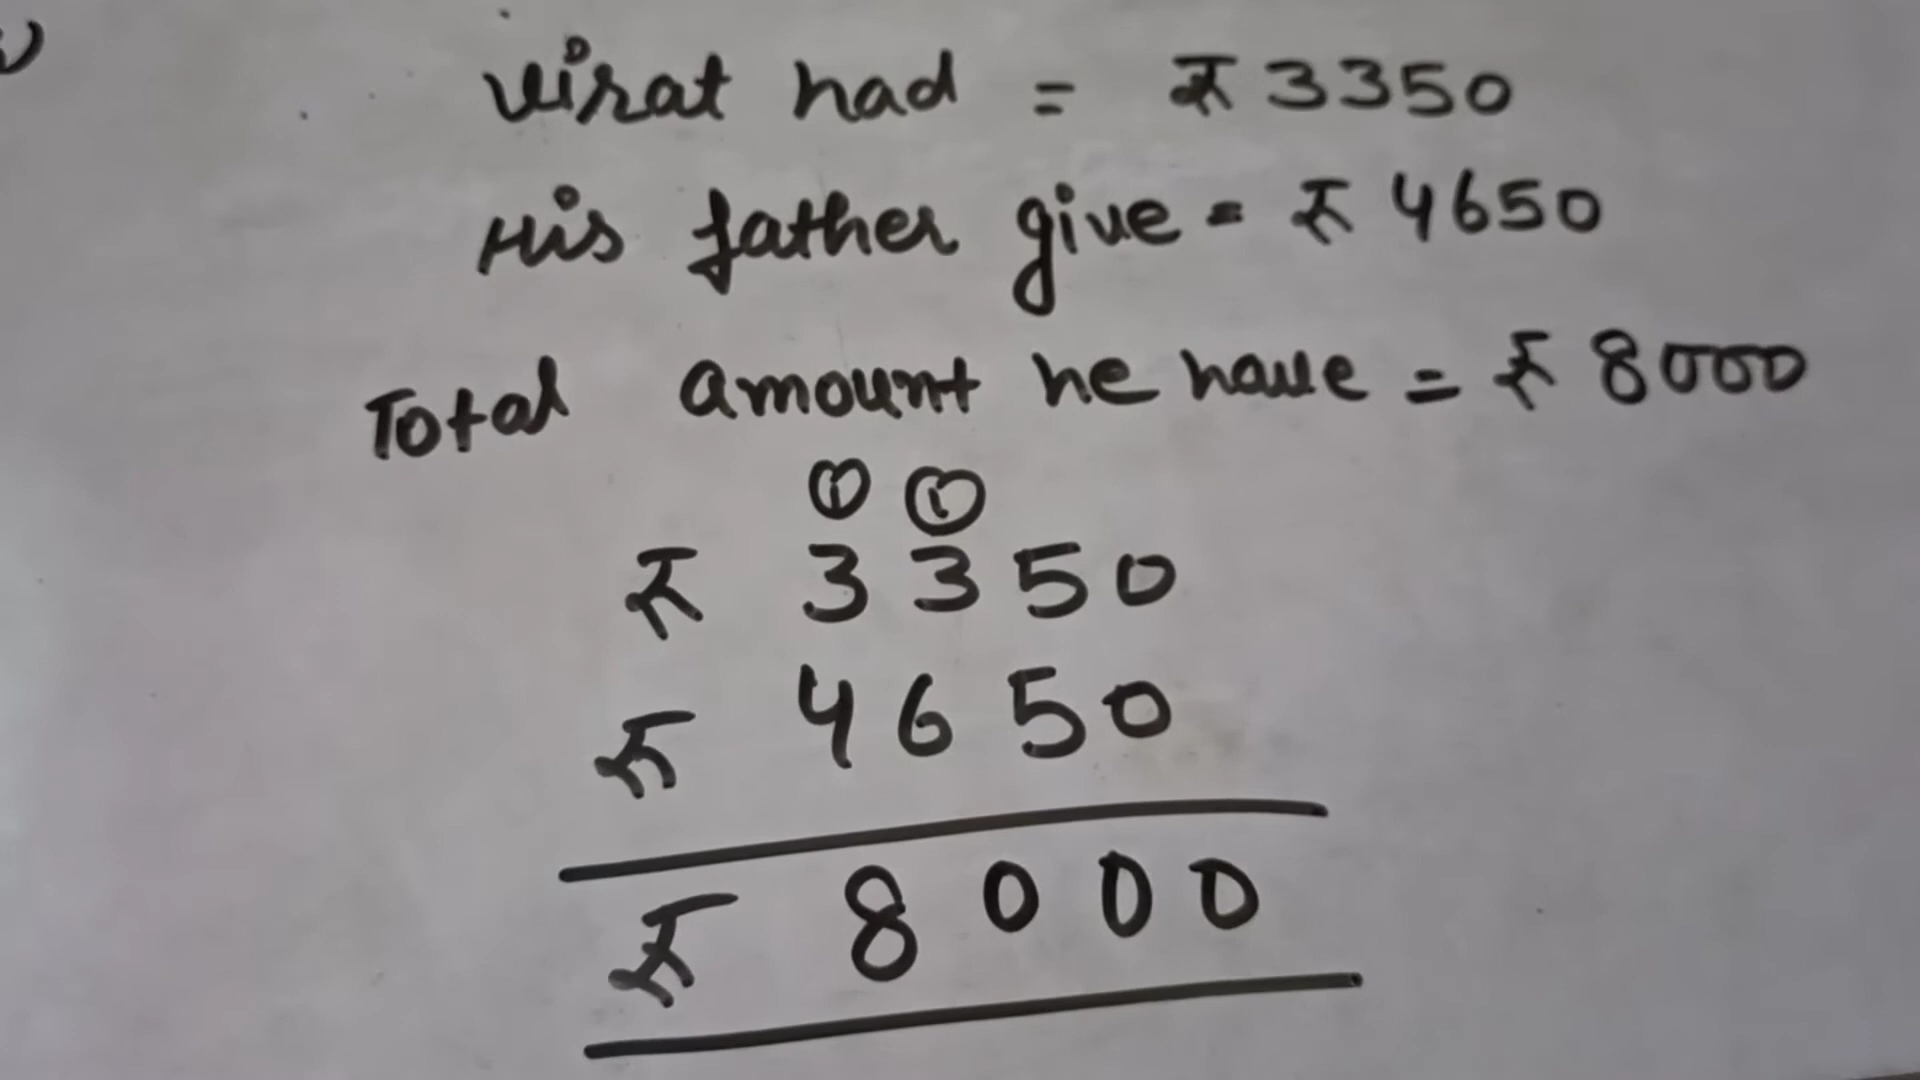 Virat had = ₹ 3350
His father give = ₹ 4650
Total amount he have = ₹ 8000
① ①
₹ 3350
₹ 4650
₹ 8000